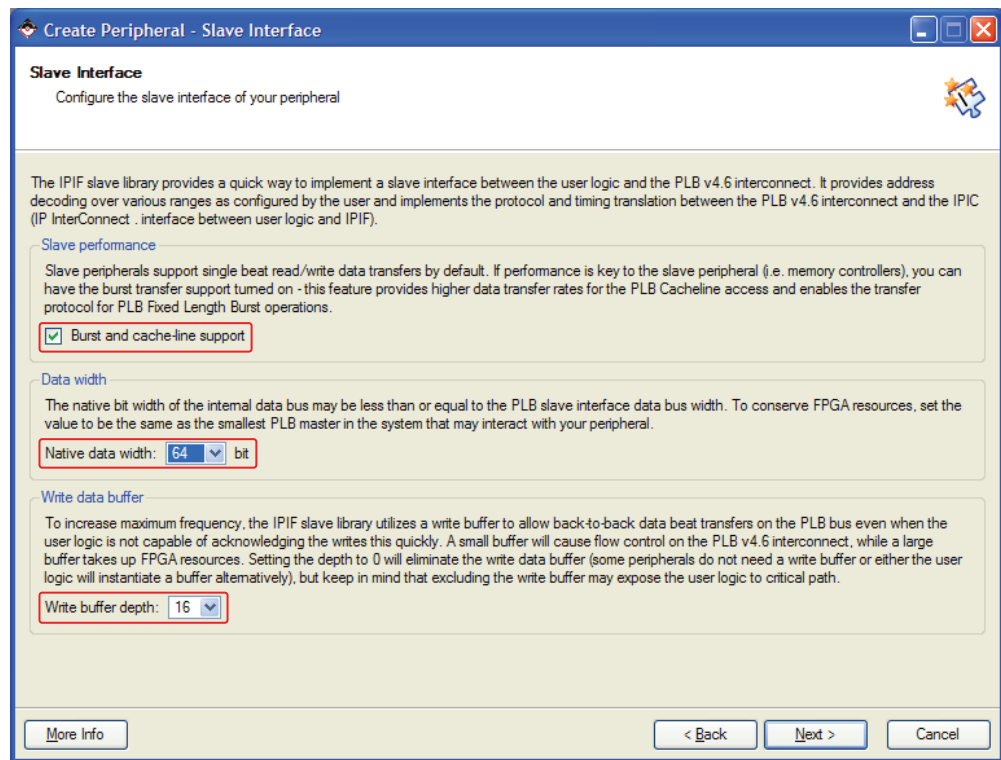 Create Peripheral - Slave Interface
Slave Interface
Configure the slave interface of your peripheral
The IPIF slave library provides a quick way to implement a slave interface between the user logic and the PLB v4.6 interconnect. It provides address
decoding over various ranges as configured by the user and implements the protocol and timing translation between the PLB v4.6 interconnect and the IPIC
(IP InterConnect . interface between user logic and IPIF).
Slave performance
Slave peripherals support single beat read/write data transfers by default. If performance is key to the slave peripheral (i.e. memory controllers), you can
have the burst transfer support turned on - this feature provides higher data transfer rates for the PLB Cacheline access and enables the transfer
protocol for PLB Fixed Length Burst operations.
Burst and cache-line support
Data width
The native bit width of the internal data bus may be less than or equal to the PLB slave interface data bus width. To conserve FPGA resources, set the
value to be the same as the smallest PLB master in the system that may interact with your peripheral.
Native data width: 64 bit
Write data buffer
To increase maximum frequency, the IPIF slave library utilizes a write buffer to allow back-to-back data beat transfers on the PLB bus even when the
user logic is not capable of acknowledging the writes this quickly. A small buffer will cause flow control on the PLB v4.6 interconnect, while a large
buffer takes up FPGA resources. Setting the depth to 0 will eliminate the write data buffer (some peripherals do not need a write buffer or either the user
logic will instantiate a buffer alternatively), but keep in mind that excluding the write buffer may expose the user logic to critical path.
Write buffer depth: 16
More Info < Back Next > Cancel